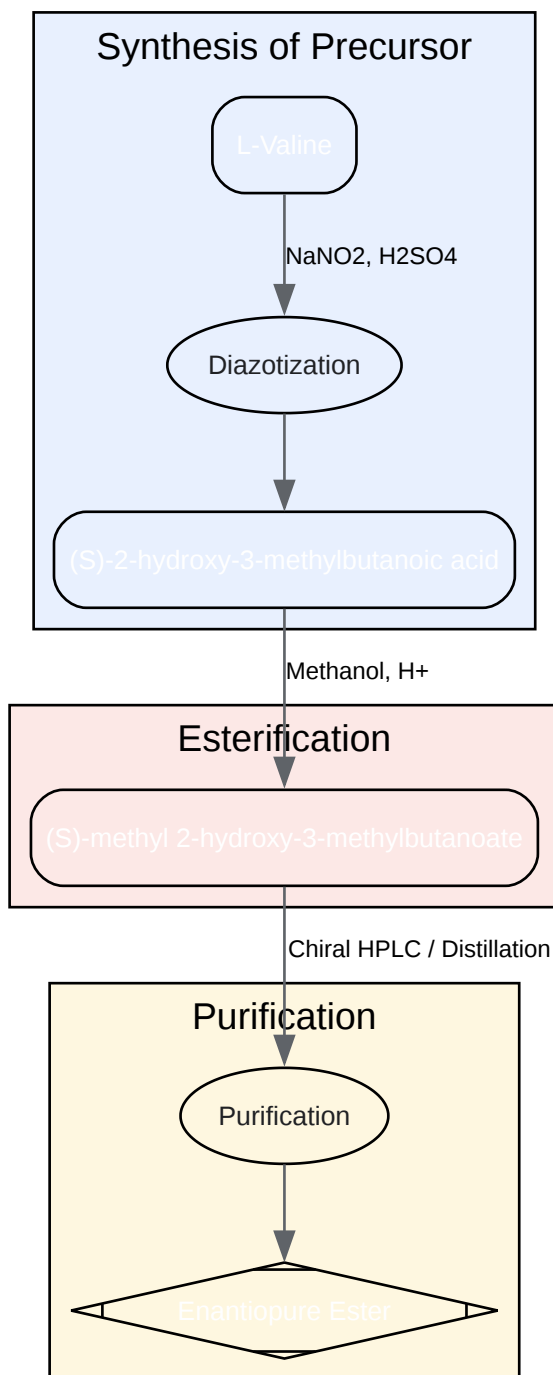 Synthesis of Precursor
L-Valine
NaNO2, H2SO4
Diazotization
(S)-2-hydroxy-3-methylbutanoic acid
Methanol, H+
Esterification
(S)-methyl 2-hydroxy-3-methylbutanoate
Chiral HPLC / Distillation
Purification
Purification
Enantiopure Ester